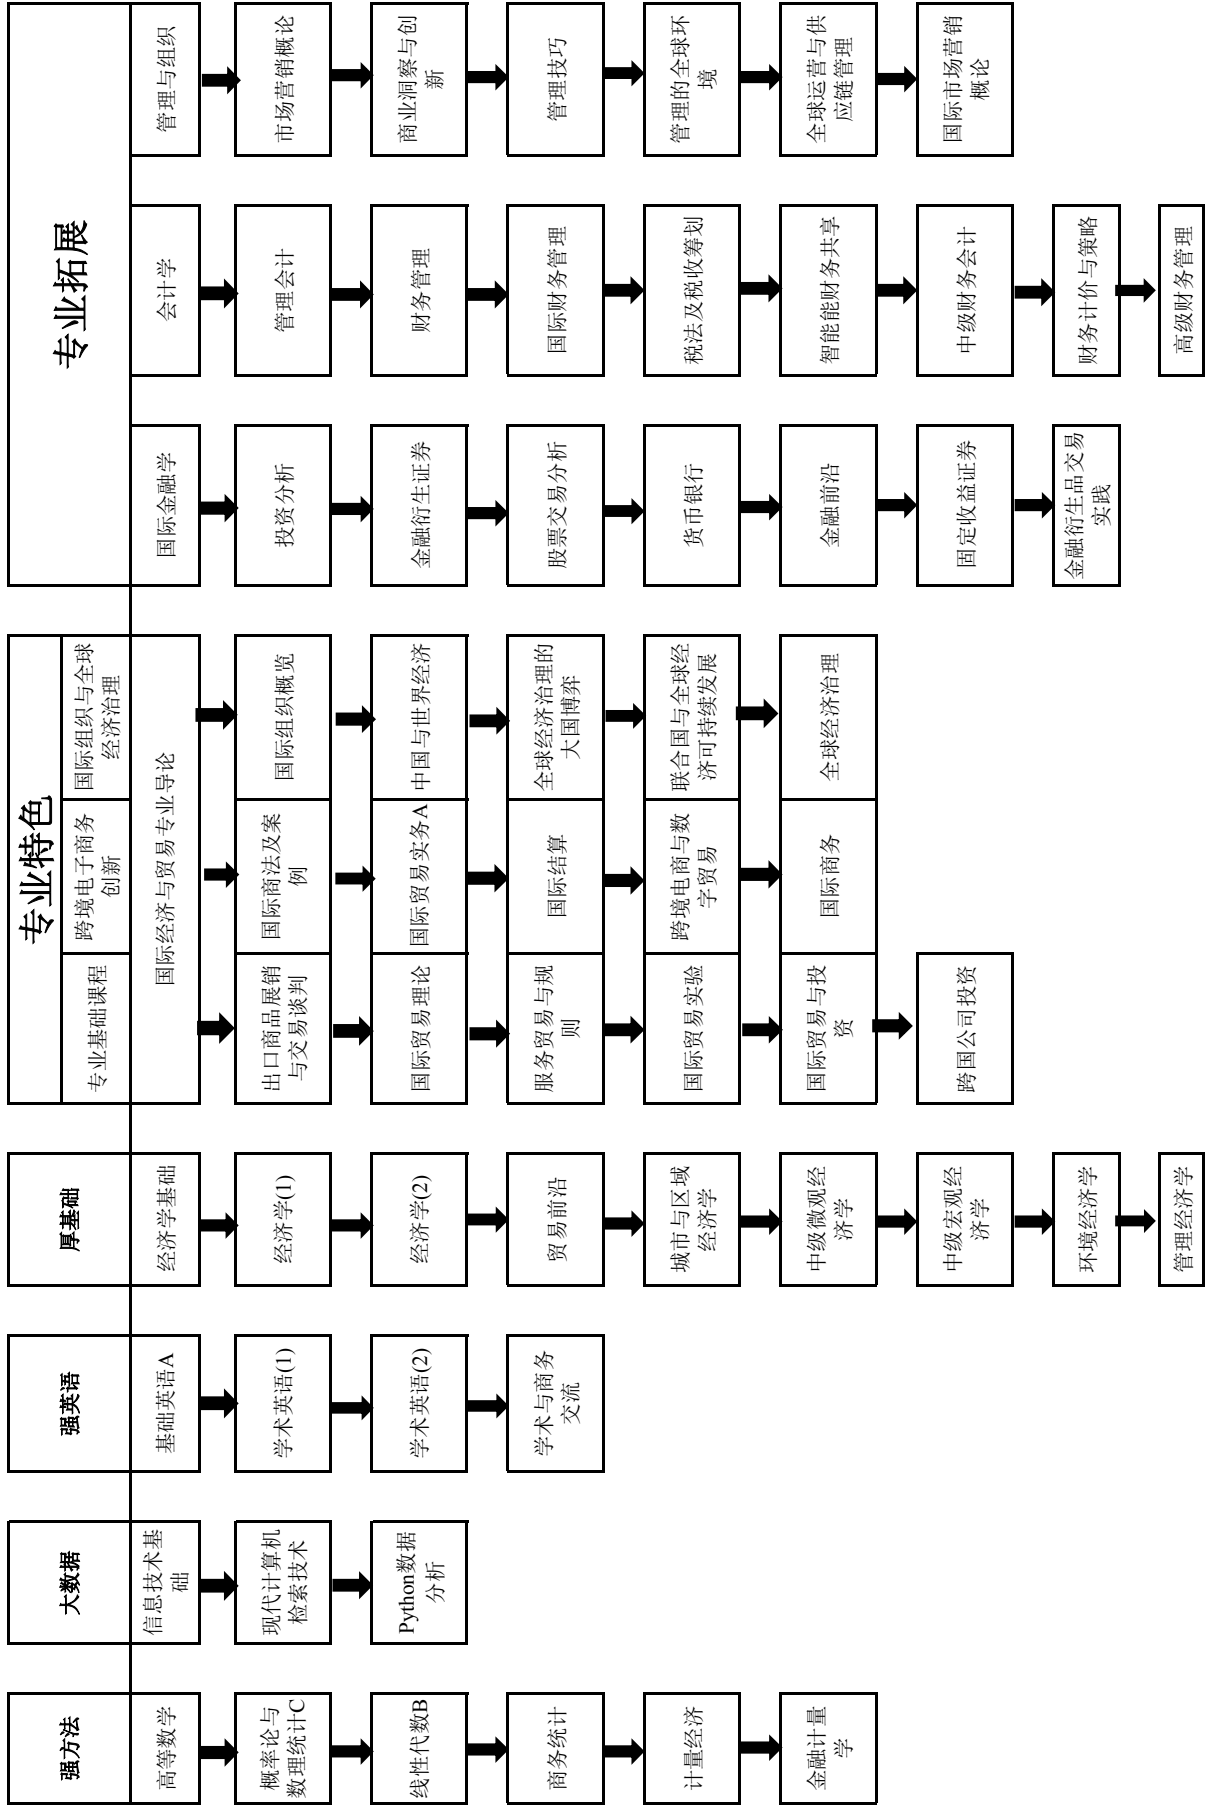 强方法
高等数学
概率论与
数理统计C
线性代数B
商务统计
计量经济
金融计量
学
大数据
信息技术基
础
现代计算机
检索技术
Python数据
分析
强英语
基础英语A
学术英语(1)
学术英语(2)
学术与商务
交流
厚基础
经济学基础
经济学(1)
经济学(2)
贸易前沿
城市与区域
经济学
中级微观经
济学
中级宏观经
济学
环境经济学
管理经济学
专业特色
专业基础课程
跨境电子商务
创新
国际组织与全球
经济治理
国际经济与贸易专业导论
出口商品展销
与交易谈判
国际贸易理论
服务贸易与规
则
国际贸易实验
国际贸易与投
资
跨国公司投资
国际商法及案
例
国际贸易实务A
国际结算
跨境电商与数
字贸易
国际商务
国际组织概览
中国与世界经济
全球经济治理的
大国博弈
联合国与全球经
济可持续发展
全球经济治理
专业拓展
国际金融学
投资分析
金融衍生证券
股票交易分析
货币银行
金融前沿
固定收益证券
金融衍生品交易
实践
会计学
管理会计
财务管理
国际财务管理
税法及税收筹划
智能能财务共享
中级财务会计
财务计价与策略
高级财务管理
管理与组织
市场营销概论
商业洞察与创
新
管理技巧
管理的全球环
境
全球运营与供
应链管理
国际市场营销
概论